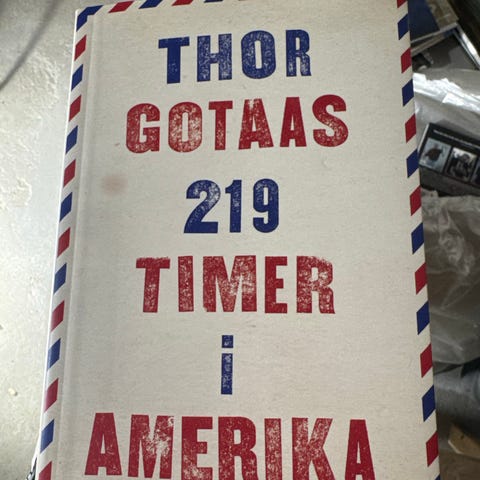 THOR
GOTAAS
219
TIMER
i
AMERIKA